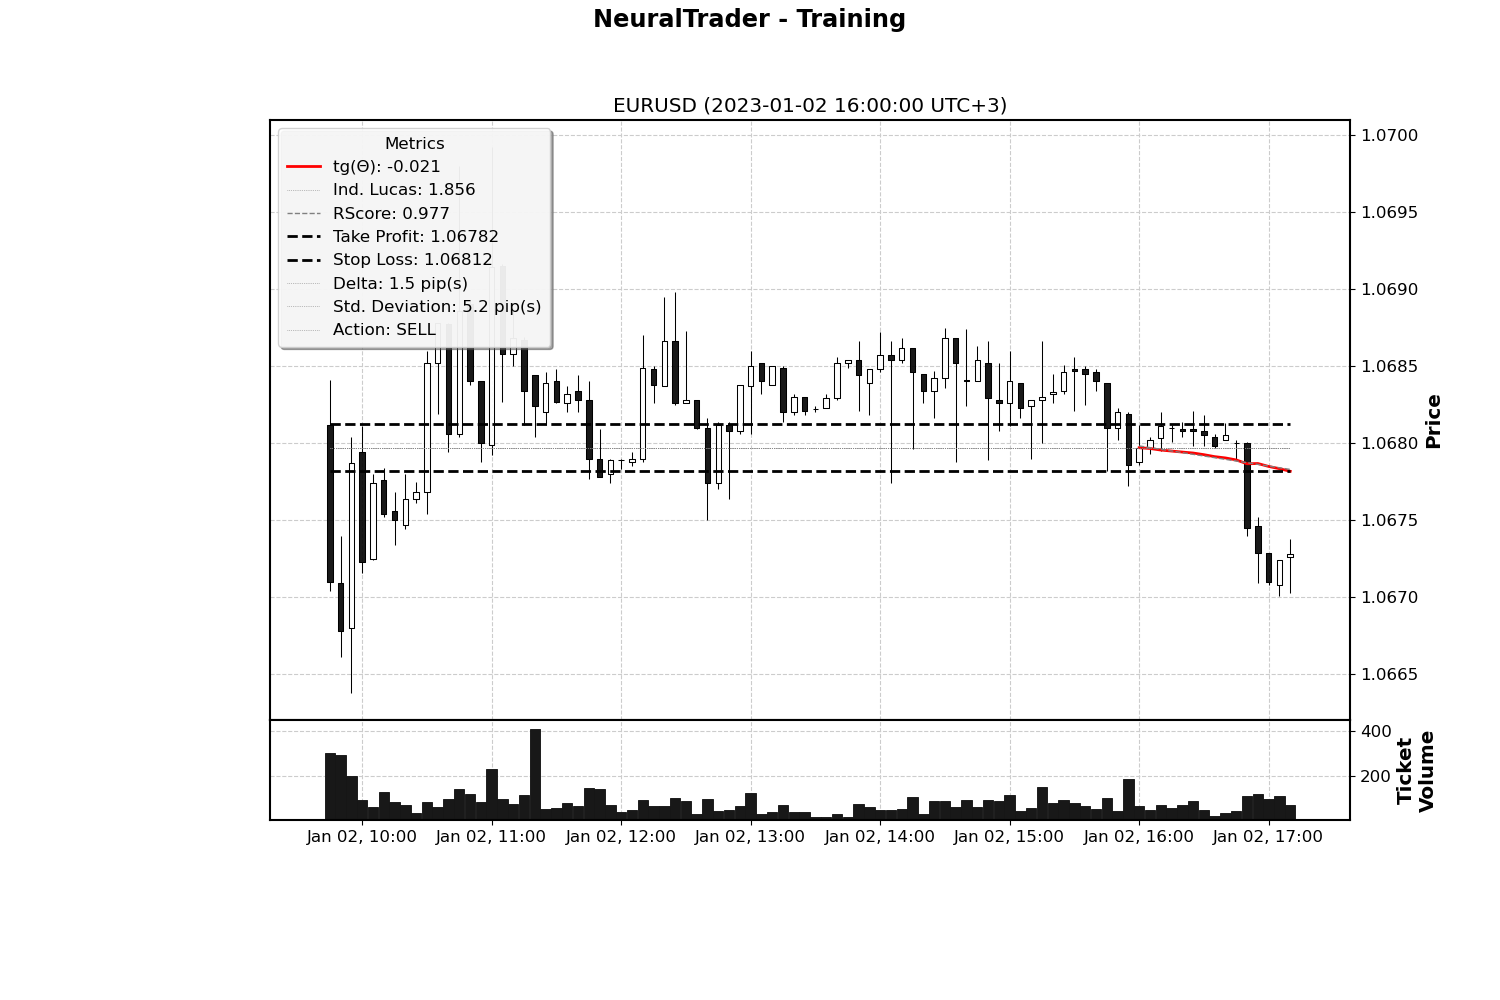 NeuralTrader - Training
EURUSD (2023-01-02 16:00:00 UTC+3)
Metrics
tg(Θ): -0.021
Ind. Lucas: 1.856
RScore: 0.977
Take Profit: 1.06782
Stop Loss: 1.06812
Delta: 1.5 pip(s)
Std. Deviation: 5.2 pip(s)
Action: SELL
1.0700
1.0695
1.0690
1.0685
1.0680
1.0675
1.0670
1.0665
Price
400
200
Ticket
Volume
Jan 02, 10:00 Jan 02, 11:00 Jan 02, 12:00 Jan 02, 13:00 Jan 02, 14:00 Jan 02, 15:00 Jan 02, 16:00 Jan 02, 17:00